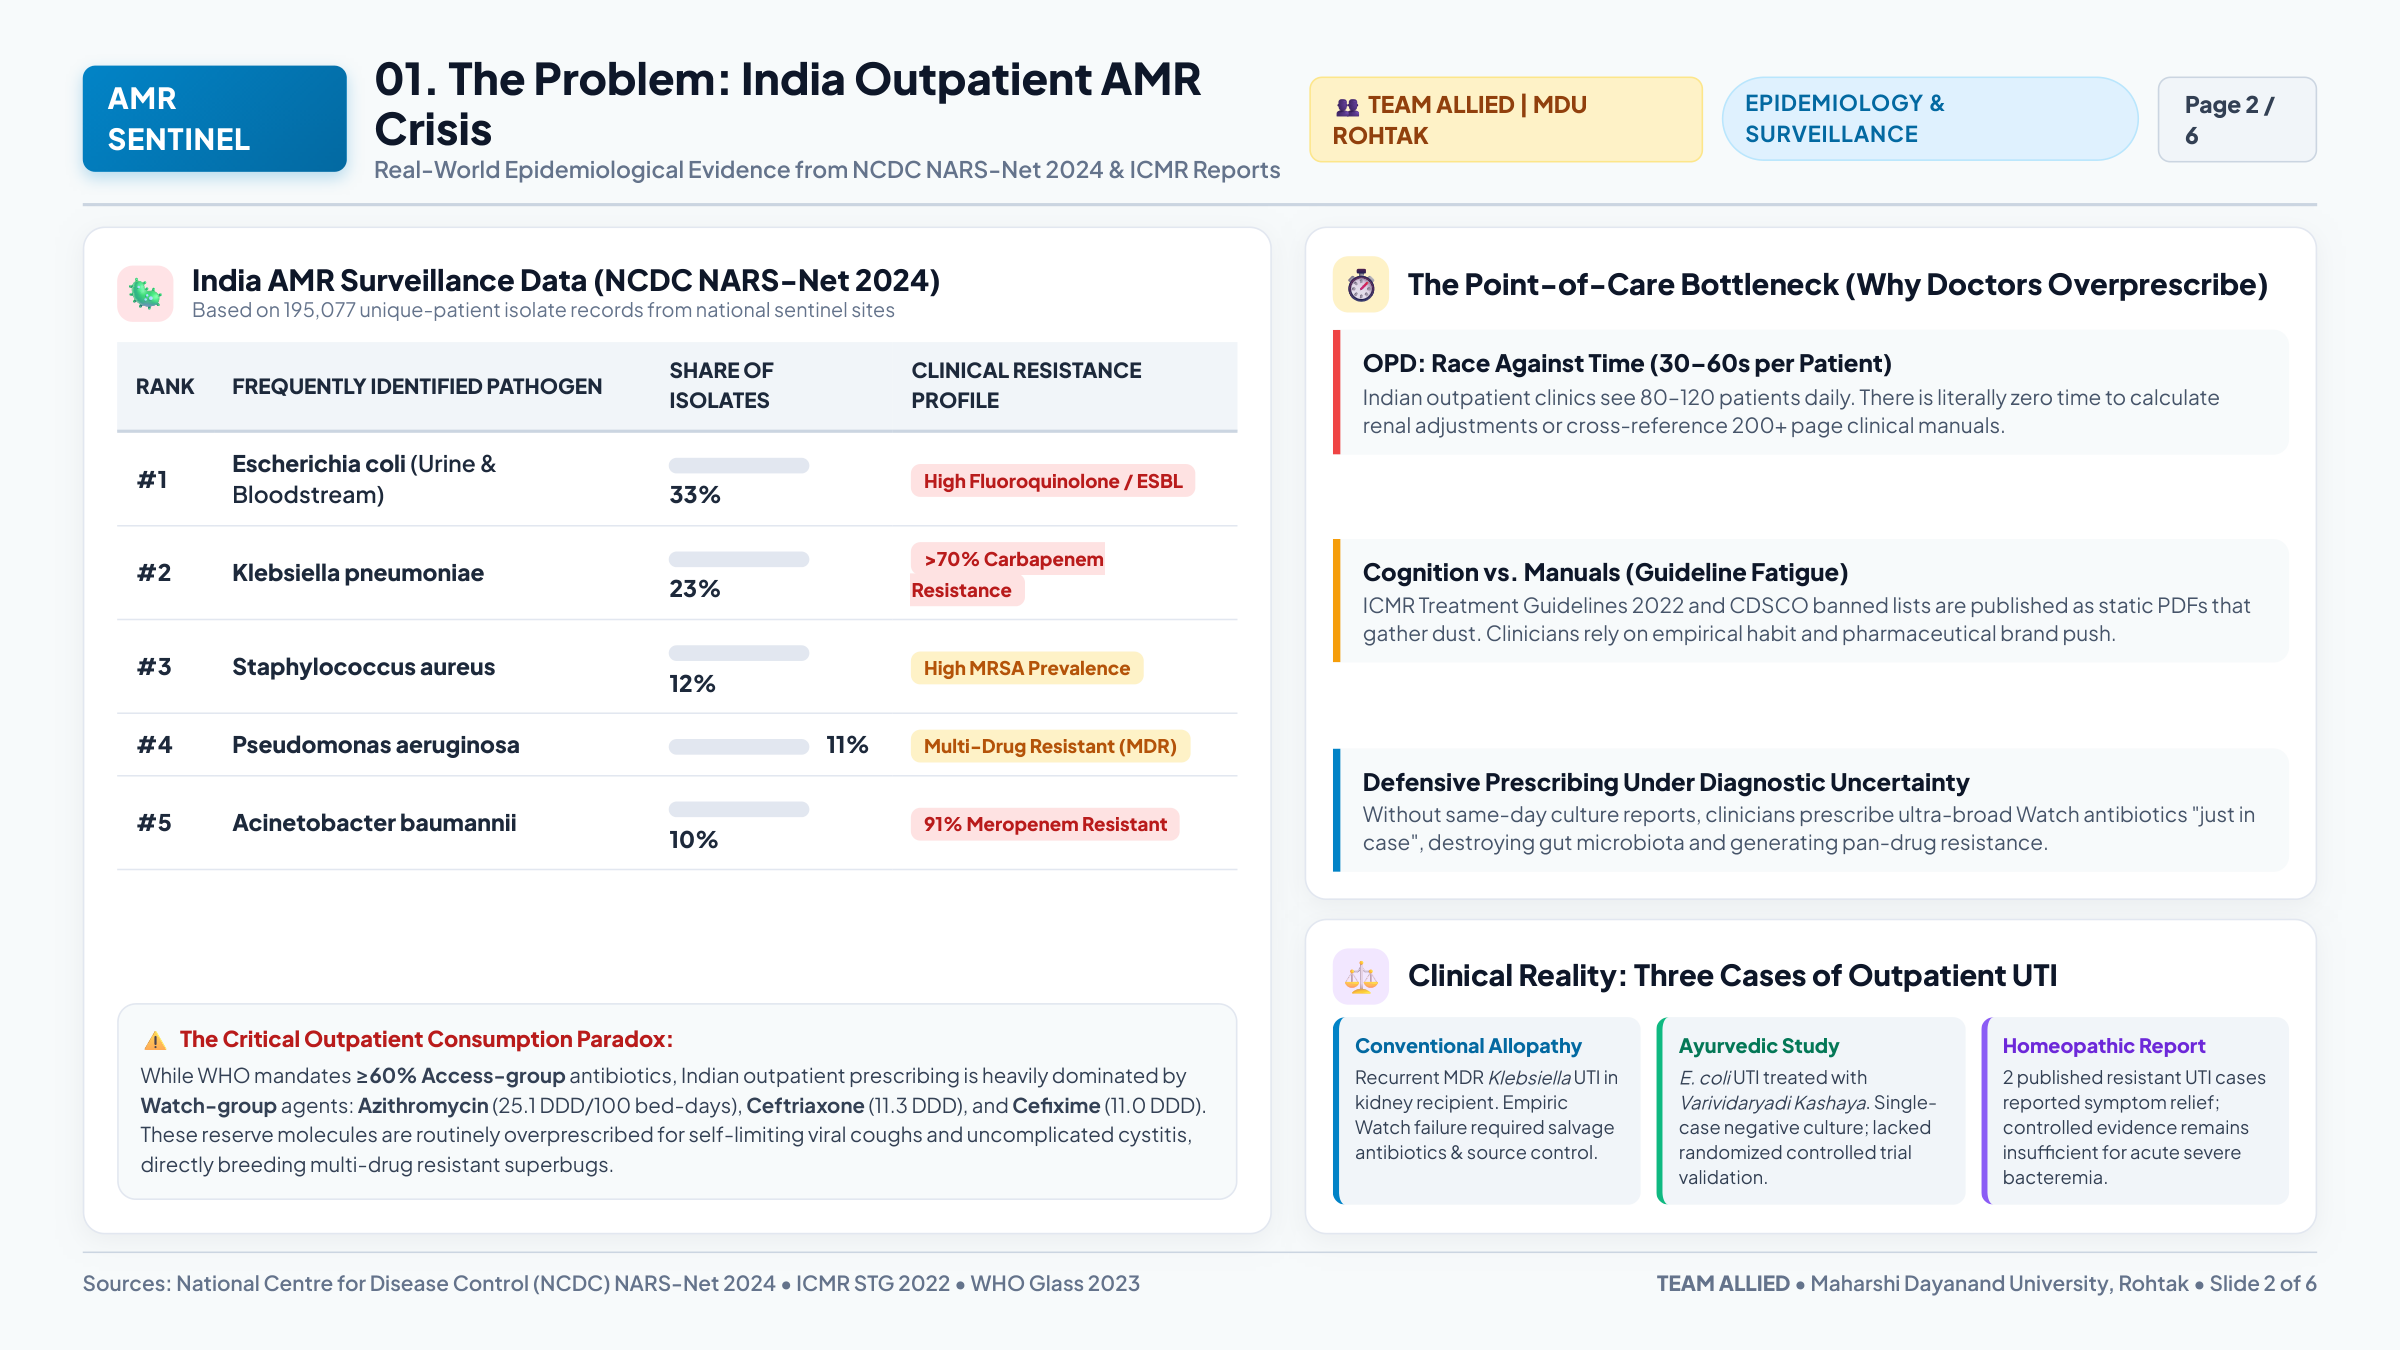 AMR
SENTINEL
01. The Problem: India Outpatient AMR
Crisis
Real-World Epidemiological Evidence from NCDC NARS-Net 2024 & ICMR Reports
TEAM ALLIED | MDU
ROHTAK
EPIDEMIOLOGY &
SURVEILLANCE
Page 2 /
6
India AMR Surveillance Data (NCDC NARS-Net 2024)
Based on 195,077 unique-patient isolate records from national sentinel sites
RANK
FREQUENTLY IDENTIFIED PATHOGEN
SHARE OF
ISOLATES
CLINICAL RESISTANCE
PROFILE
#1
Escherichia coli (Urine &
Bloodstream)
33%
High Fluoroquinolone / ESBL
#2
Klebsiella pneumoniae
23%
>70% Carbapenem
Resistance
#3
Staphylococcus aureus
12%
High MRSA Prevalence
#4
Pseudomonas aeruginosa
11%
Multi-Drug Resistant (MDR)
#5
Acinetobacter baumannii
10%
91% Meropenem Resistant
The Critical Outpatient Consumption Paradox:
While WHO mandates ≥60% Access-group antibiotics, Indian outpatient prescribing is heavily dominated by
Watch-group agents: Azithromycin (25.1 DDD/100 bed-days), Ceftriaxone (11.3 DDD), and Cefixime (11.0 DDD).
These reserve molecules are routinely overprescribed for self-limiting viral coughs and uncomplicated cystitis,
directly breeding multi-drug resistant superbugs.
The Point-of-Care Bottleneck (Why Doctors Overprescribe)
OPD: Race Against Time (30-60s per Patient)
Indian outpatient clinics see 80-120 patients daily. There is literally zero time to calculate
renal adjustments or cross-reference 200+ page clinical manuals.
Cognition vs. Manuals (Guideline Fatigue)
ICMR Treatment Guidelines 2022 and CDSCO banned lists are published as static PDFs that
gather dust. Clinicians rely on empirical habit and pharmaceutical brand push.
Defensive Prescribing Under Diagnostic Uncertainty
Without same-day culture reports, clinicians prescribe ultra-broad Watch antibiotics "just in
case", destroying gut microbiota and generating pan-drug resistance.
Clinical Reality: Three Cases of Outpatient UTI
Conventional Allopathy
Recurrent MDR Klebsiella UTI in
kidney recipient. Empiric
Watch failure required salvage
antibiotics & source control.
Ayurvedic Study
E. coli UTI treated with
Varividaryadi Kashaya. Single-
case negative culture; lacked
randomized controlled trial
validation.
Homeopathic Report
2 published resistant UTI cases
reported symptom relief;
controlled evidence remains
insufficient for acute severe
bacteremia.
Sources: National Centre for Disease Control (NCDC) NARS-Net 2024 • ICMR STG 2022 • WHO Glass 2023
TEAM ALLIED • Maharshi Dayanand University, Rohtak • Slide 2 of 6